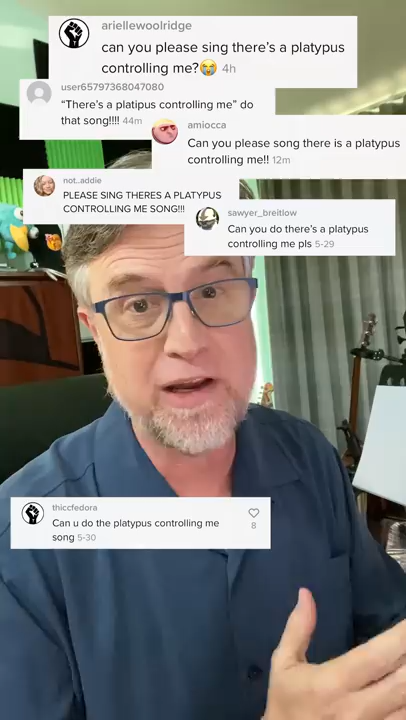 ariellewoolridge
can you please sing there's a platypus
controlling me?😭 4h
user65797368047080
“There's a platipus controlling me” do
that song!!!! 44m
amiocca
Can you please song there is a platypus
controlling me!! 12m
not..addie
PLEASE SING THERES A PLATYPUS
CONTROLLING ME SONG!!!
sawyer_breitlow
Can you do there's a platypus
controlling me pls 5-29
thiccfedora
Can u do the platypus controlling me
song 5-30
8